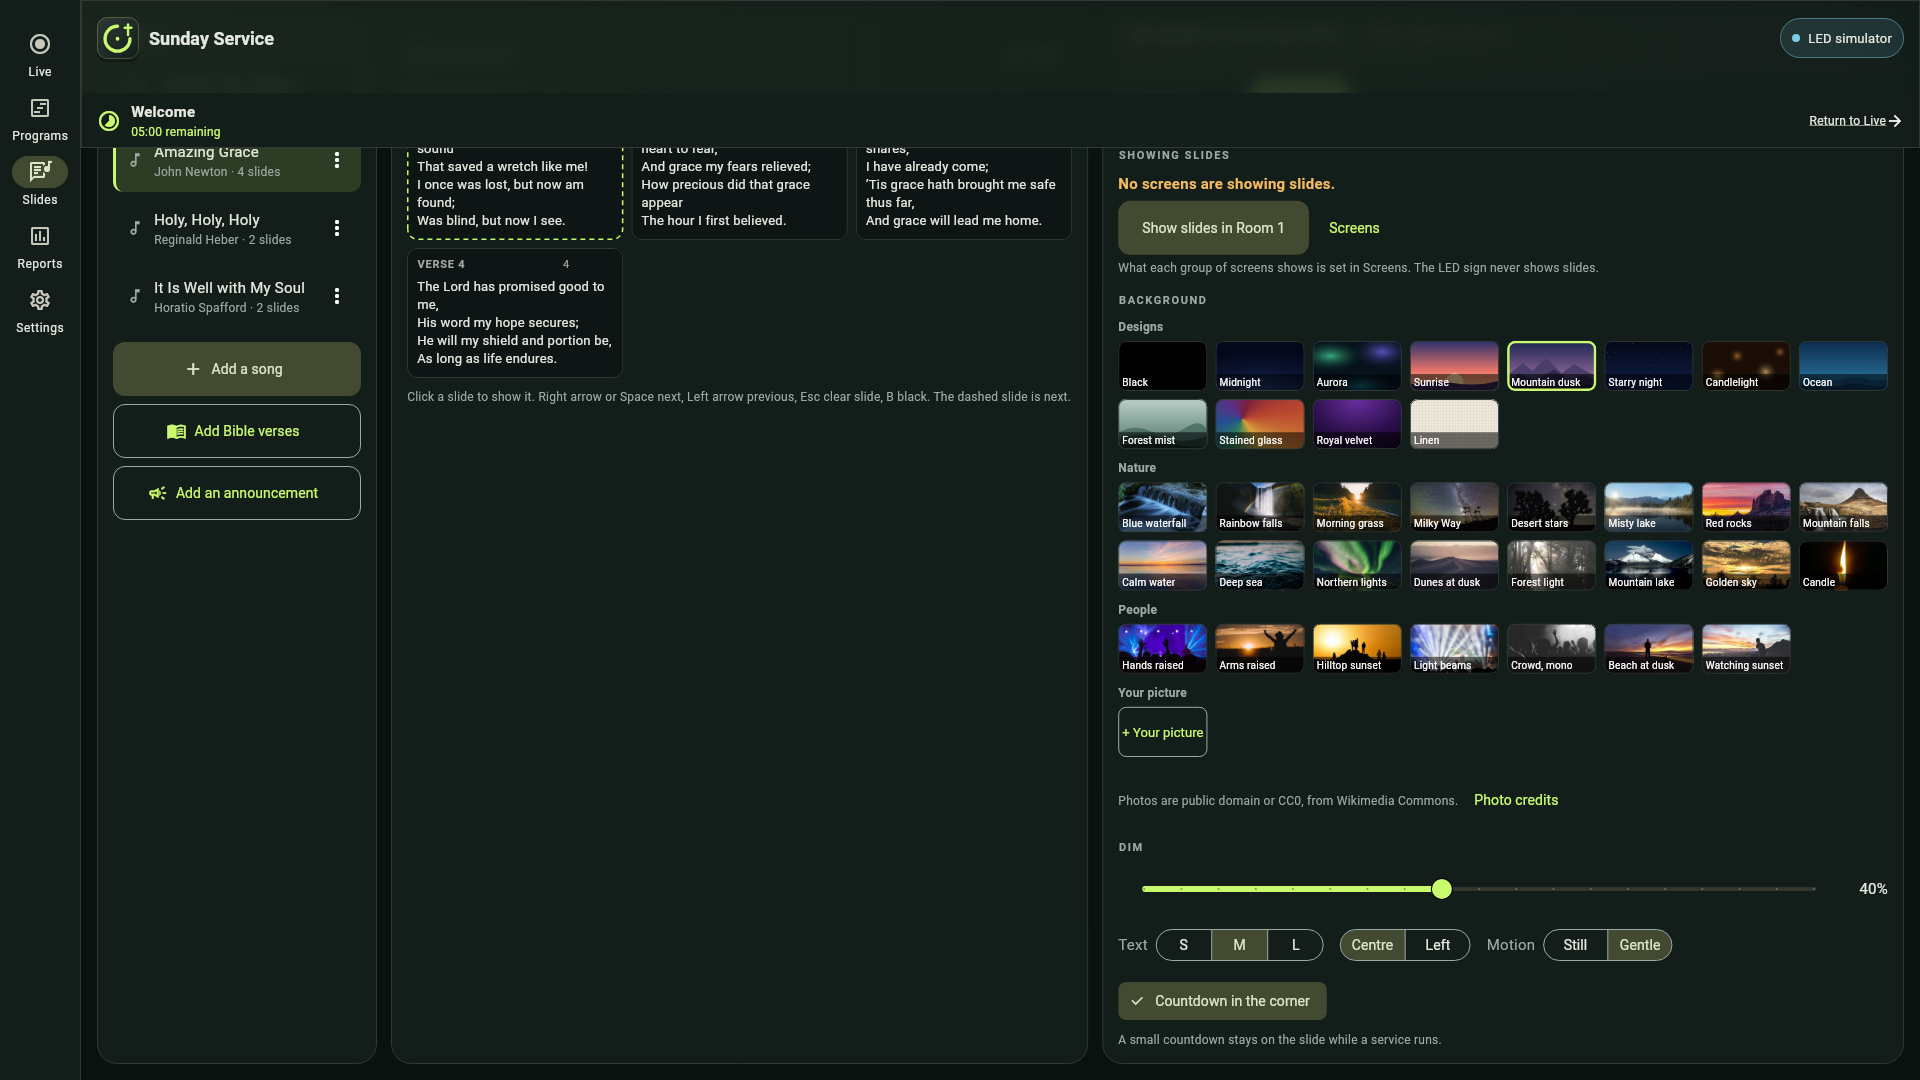 Live
Programs
Slides
Reports
Settings
Sunday Service
LED simulator
Welcome
05:00 remaining
Return to Live
Amazing Grace
John Newton · 4 slides
Holy, Holy, Holy
Reginald Heber · 2 slides
It Is Well with My Soul
Horatio Spafford · 2 slides
Add a song
Add Bible verses
Add an announcement
sound
That saved a wretch like me!
I once was lost, but now am
found;
Was blind, but now I see.
heart to fear,
And grace my fears relieved;
How precious did that grace
appear
The hour I first believed.
snares,
I have already come;
'Tis grace hath brought me safe
thus far,
And grace will lead me home.
VERSE 4 4
The Lord has promised good to
me,
His word my hope secures;
He will my shield and portion be,
As long as life endures.
Click a slide to show it. Right arrow or Space next, Left arrow previous, Esc clear slide, B black. The dashed slide is next.
SHOWING SLIDES
No screens are showing slides.
Show slides in Room 1 Screens
What each group of screens shows is set in Screens. The LED sign never shows slides.
BACKGROUND
Designs
Black Midnight Aurora Sunrise Mountain dusk Starry night Candlelight Ocean
Forest mist Stained glass Royal velvet Linen
Nature
Blue waterfall Rainbow falls Morning grass Milky Way Desert stars Misty lake Red rocks Mountain falls
Calm water Deep sea Northern lights Dunes at dusk Forest light Mountain lake Golden sky Candle
People
Hands raised Arms raised Hilltop sunset Light beams Crowd, mono Beach at dusk Watching sunset
Your picture
+ Your picture
Photos are public domain or CC0, from Wikimedia Commons. Photo credits
DIM
40%
Text S M L Centre Left Motion Still Gentle
Countdown in the corner
A small countdown stays on the slide while a service runs.